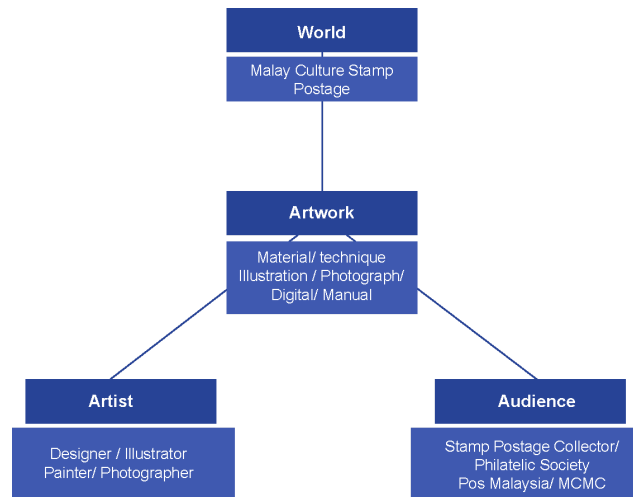 World
Malay Culture Stamp
Postage
Artwork
Material/ technique
Illustration / Photograph/
Digital/ Manual
Artist
Designer / Illustrator
Painter/ Photographer
Audience
Stamp Postage Collector/
Philatelic Society
Pos Malaysia/ MCMC